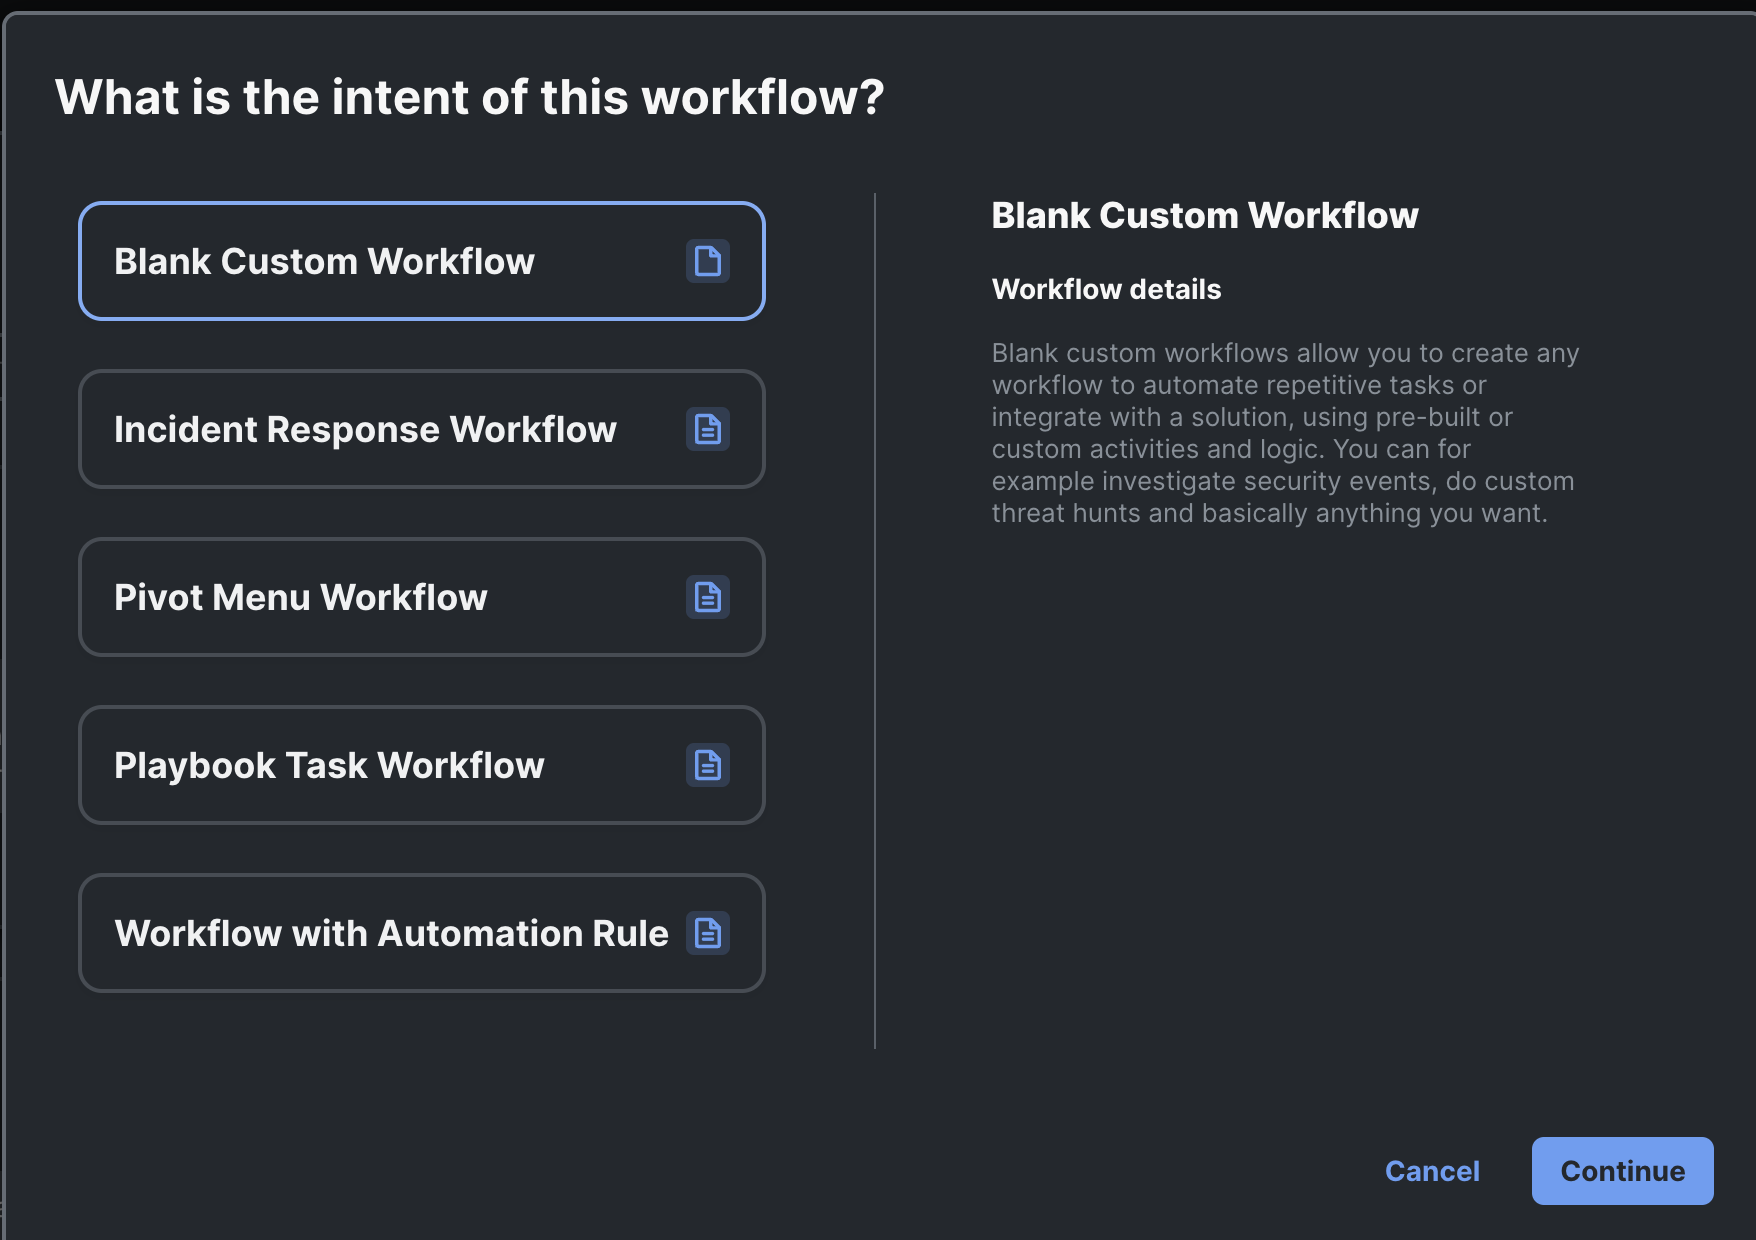 What is the intent of this workflow?
Blank Custom Workflow
Incident Response Workflow
Pivot Menu Workflow
Playbook Task Workflow
Workflow with Automation Rule
Blank Custom Workflow
Workflow details
Blank custom workflows allow you to create any
workflow to automate repetitive tasks or
integrate with a solution, using pre-built or
custom activities and logic. You can for
example investigate security events, do custom
threat hunts and basically anything you want.
Cancel
Continue